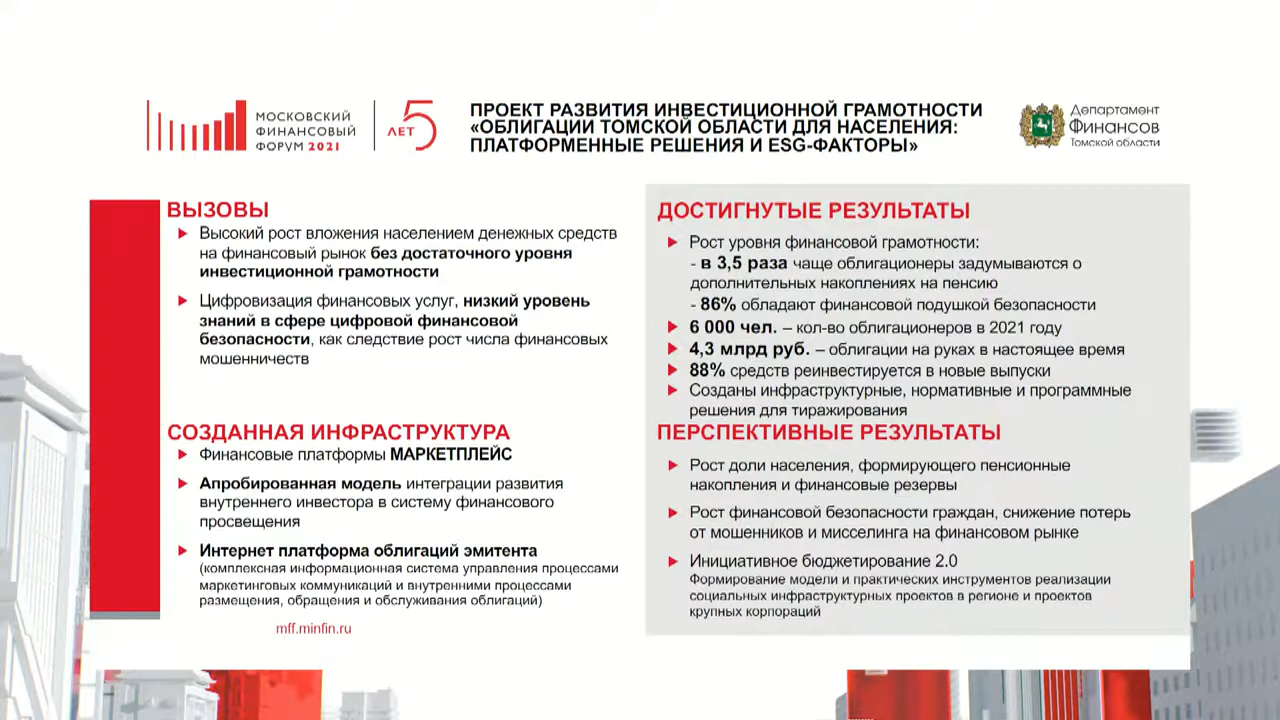 МОСКОВСКИЙ
ФИНАНСОВЫЙ
ФОРУМ 2021
ЛЕТ 5
ПРОЕКТ РАЗВИТИЯ ИНВЕСТИЦИОННОЙ ГРАМОТНОСТИ
«ОБЛИГАЦИИ ТОМСКОЙ ОБЛАСТИ ДЛЯ НАСЕЛЕНИЯ:
ПЛАТФОРМЕННЫЕ РЕШЕНИЯ И ESG-ФАКТОРЫ»
Департамент
Финансов
Томской области
ВЫЗОВЫ
Высокий рост вложения населением денежных средств
на финансовый рынок без достаточного уровня
инвестиционной грамотности
Цифровизация финансовых услуг, низкий уровень
знаний в сфере цифровой финансовой
безопасности, как следствие рост числа финансовых
мошенничеств
СОЗДАННАЯ ИНФРАСТРУКТУРА
Финансовые платформы МАРКЕТПЛЕЙС
Апробированная модель интеграции развития
внутреннего инвестора в систему финансового
просвещения
Интернет платформа облигаций эмитента
(комплексная информационная система управления процессами
маркетинговых коммуникаций и внутренними процессами
размещения, обращения и обслуживания облигаций)
mff.minfin.ru
ДОСТИГНУТЫЕ РЕЗУЛЬТАТЫ
Рост уровня финансовой грамотности:
- в 3,5 раза чаще облигационеры задумываются о
дополнительных накоплениях на пенсию
- 86% обладают финансовой подушкой безопасности
6 000 чел. – кол-во облигационеров в 2021 году
4,3 млрд руб. – облигации на руках в настоящее время
88% средств реинвестируется в новые выпуски
Созданы инфраструктурные, нормативные и программные
решения для тиражирования
ПЕРСПЕКТИВНЫЕ РЕЗУЛЬТАТЫ
Рост доли населения, формирующего пенсионные
накопления и финансовые резервы
Рост финансовой безопасности граждан, снижение потерь
от мошенников и мисселинга на финансовом рынке
Инициативное бюджетирование 2.0
Формирование модели и практических инструментов реализации
социальных инфраструктурных проектов в регионе и проектов
крупных корпораций